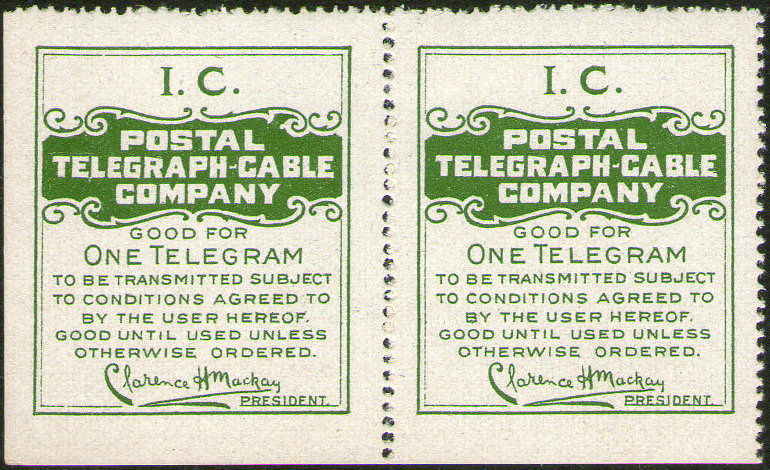 I. C.
POSTAL
TELEGRAPH-CABLE
COMPANY
GOOD FOR
ONE TELEGRAM
TO BE TRANSMITTED SUBJECT
TO CONDITIONS AGREED TO
BY THE USER HEREOF.
GOOD UNTIL USED UNLESS
OTHERWISE ORDERED.
Clarence H Mackay
PRESIDENT.
I. C.
POSTAL
TELEGRAPH-CABLE
COMPANY
GOOD FOR
ONE TELEGRAM
TO BE TRANSMITTED SUBJECT
TO CONDITIONS AGREED TO
BY THE USER HEREOF.
GOOD UNTIL USED UNLESS
OTHERWISE ORDERED.
Clarence H Mackay
PRESIDENT.